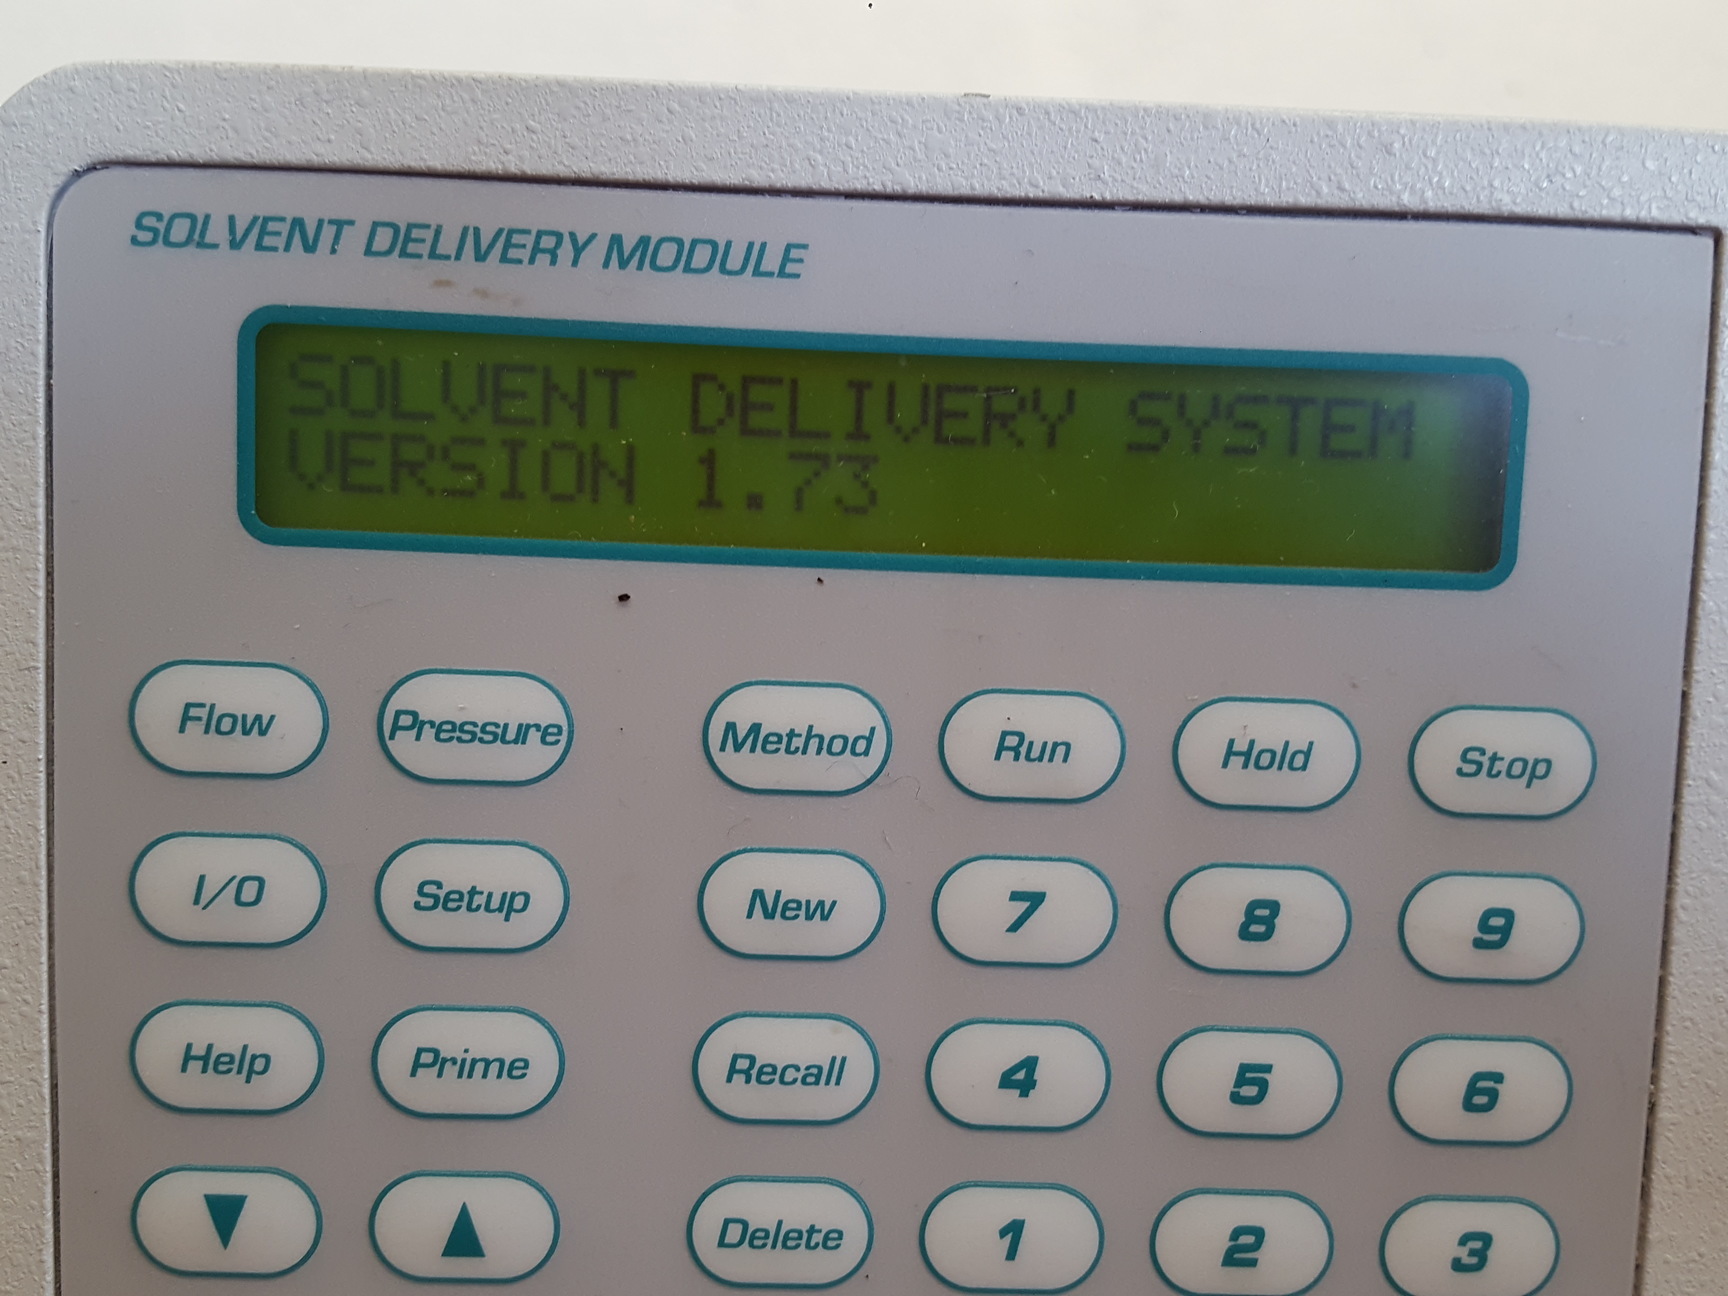 SOLVENT DELIVERY MODULE
SOLVENT DELIVERY SYSTEM
VERSION 1.73
Flow Pressure Method Run Hold Stop
I/O Setup New 7 8 9
Help Prime Recall 4 5 6
▼ ▲ Delete 1 2 3